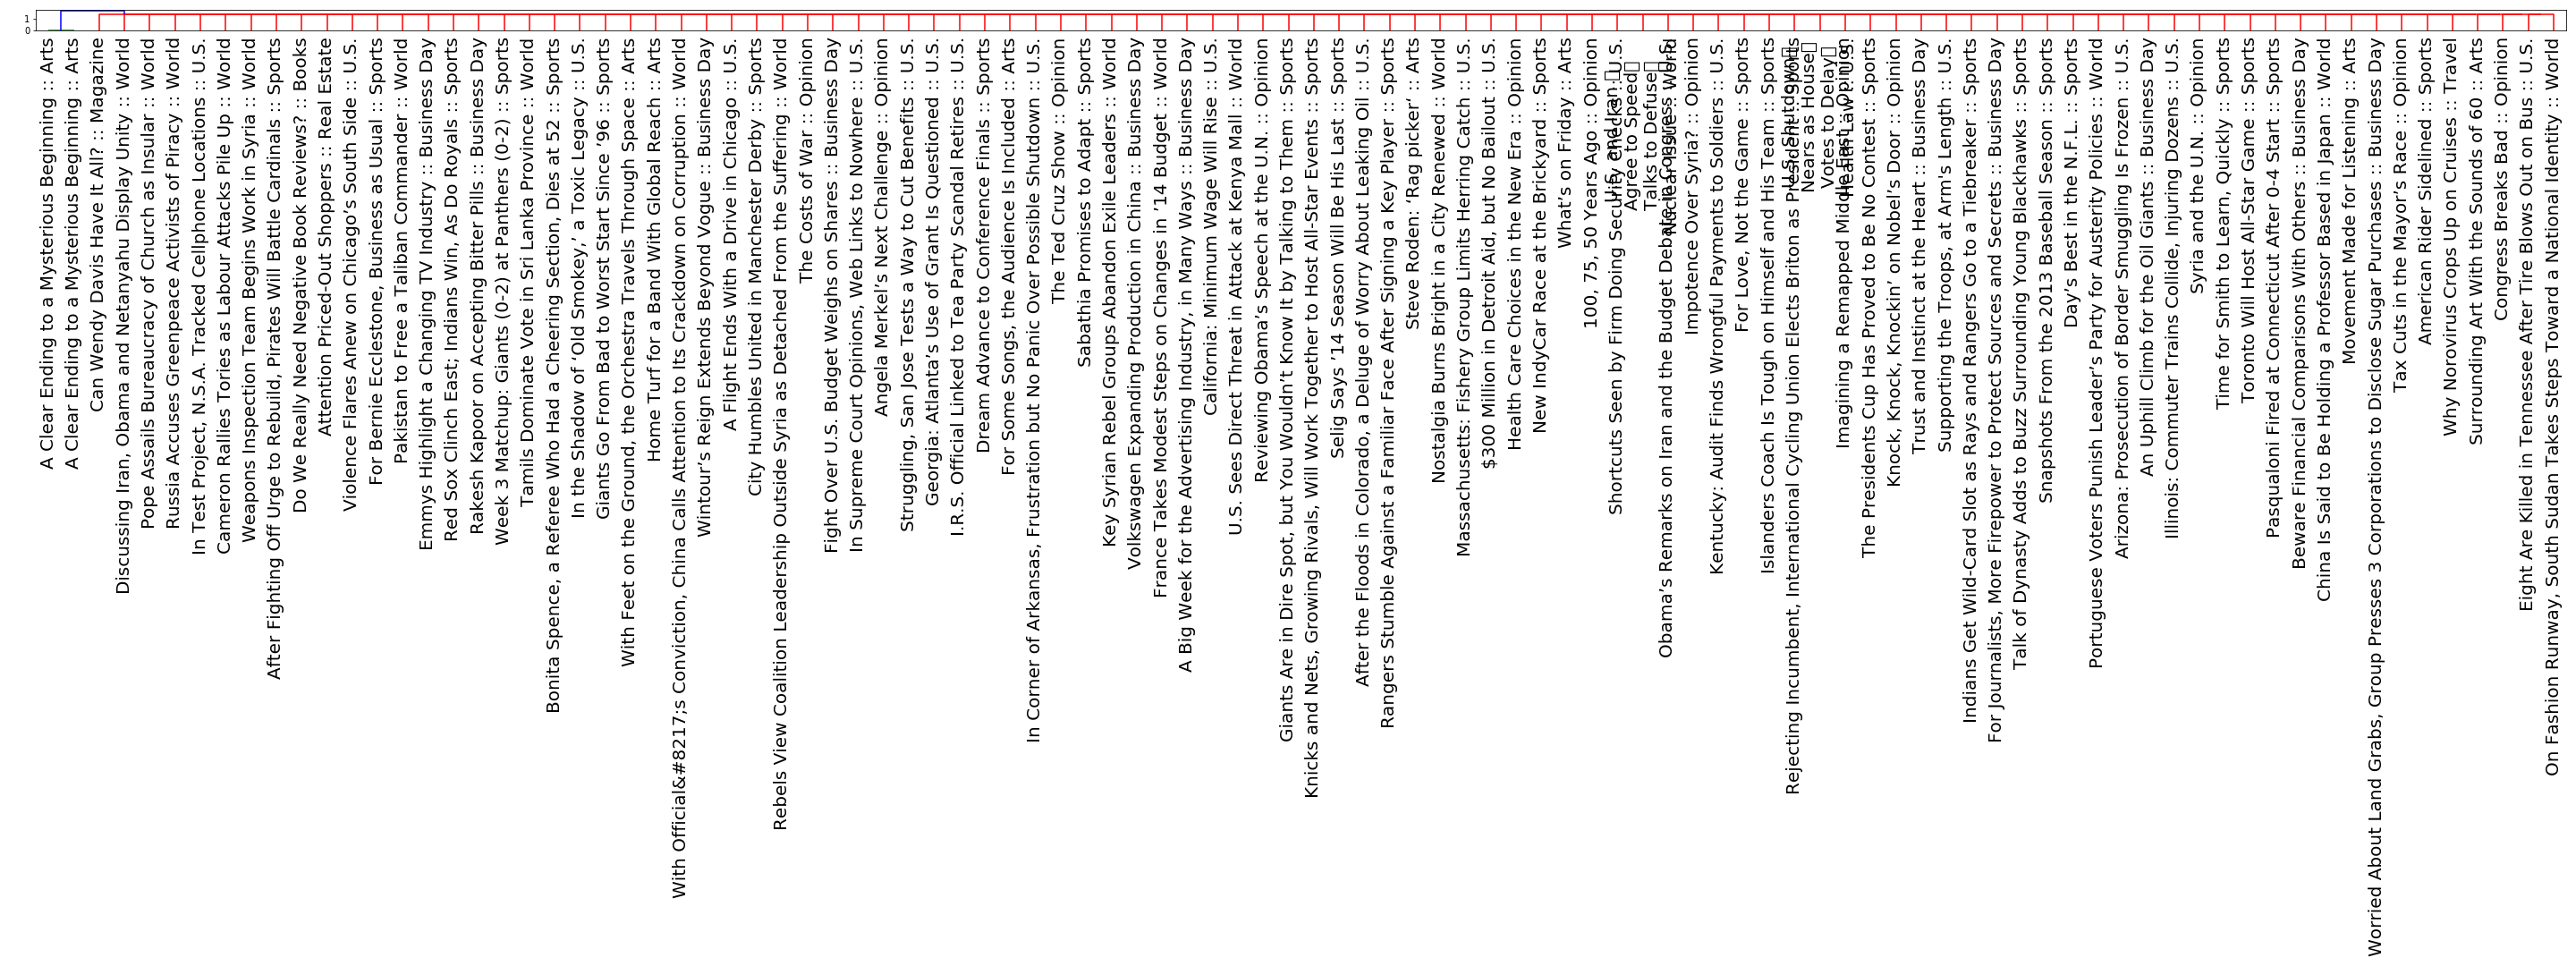 1
0
A Clear Ending to a Mysterious Beginning :: Arts
A Clear Ending to a Mysterious Beginning :: Arts
Can Wendy Davis Have It All? :: Magazine
Discussing Iran, Obama and Netanyahu Display Unity :: World
Pope Assails Bureaucracy of Church as Insular :: World
Russia Accuses Greenpeace Activists of Piracy :: World
In Test Project, N.S.A. Tracked Cellphone Locations :: U.S.
Cameron Rallies Tories as Labour Attacks Pile Up :: World
Weapons Inspection Team Begins Work in Syria :: World
After Fighting Off Urge to Rebuild, Pirates Will Battle Cardinals :: Sports
Do We Really Need Negative Book Reviews? :: Books
Attention Priced-Out Shoppers :: Real Estate
Violence Flares Anew on Chicago’s South Side :: U.S.
For Bernie Ecclestone, Business as Usual :: Sports
Pakistan to Free a Taliban Commander :: World
Emmys Highlight a Changing TV Industry :: Business Day
Red Sox Clinch East; Indians Win, As Do Royals :: Sports
Rakesh Kapoor on Accepting Bitter Pills :: Business Day
Week 3 Matchup: Giants (0-2) at Panthers (0-2) :: Sports
Tamils Dominate Vote in Sri Lanka Province :: World
Bonita Spence, a Referee Who Had a Cheering Section, Dies at 52 :: Sports
In the Shadow of ‘Old Smokey,’ a Toxic Legacy :: U.S.
Giants Go From Bad to Worst Start Since ’96 :: Sports
With Feet on the Ground, the Orchestra Travels Through Space :: Arts
Home Turf for a Band With Global Reach :: Arts
With Official&#8217;s Conviction, China Calls Attention to Its Crackdown on Corruption :: World
Wintour’s Reign Extends Beyond Vogue :: Business Day
A Flight Ends With a Drive in Chicago :: U.S.
City Humbles United in Manchester Derby :: Sports
Rebels View Coalition Leadership Outside Syria as Detached From the Suffering :: World
The Costs of War :: Opinion
Fight Over U.S. Budget Weighs on Shares :: Business Day
In Supreme Court Opinions, Web Links to Nowhere :: U.S.
Angela Merkel’s Next Challenge :: Opinion
Struggling, San Jose Tests a Way to Cut Benefits :: U.S.
Georgia: Atlanta’s Use of Grant Is Questioned :: U.S.
I.R.S. Official Linked to Tea Party Scandal Retires :: U.S.
Dream Advance to Conference Finals :: Sports
For Some Songs, the Audience Is Included :: Arts
In Corner of Arkansas, Frustration but No Panic Over Possible Shutdown :: U.S.
The Ted Cruz Show :: Opinion
Sabathia Promises to Adapt :: Sports
Key Syrian Rebel Groups Abandon Exile Leaders :: World
Volkswagen Expanding Production in China :: Business Day
France Takes Modest Steps on Changes in ’14 Budget :: World
A Big Week for the Advertising Industry, in Many Ways :: Business Day
California: Minimum Wage Will Rise :: U.S.
U.S. Sees Direct Threat in Attack at Kenya Mall :: World
Reviewing Obama’s Speech at the U.N. :: Opinion
Giants Are in Dire Spot, but You Wouldn’t Know It by Talking to Them :: Sports
Knicks and Nets, Growing Rivals, Will Work Together to Host All-Star Events :: Sports
Selig Says ’14 Season Will Be His Last :: Sports
After the Floods in Colorado, a Deluge of Worry About Leaking Oil :: U.S.
Rangers Stumble Against a Familiar Face After Signing a Key Player :: Sports
Steve Roden: ‘Rag picker’ :: Arts
Nostalgia Burns Bright in a City Renewed :: World
Massachusetts: Fishery Group Limits Herring Catch :: U.S.
$300 Million in Detroit Aid, but No Bailout :: U.S.
Health Care Choices in the New Era :: Opinion
New IndyCar Race at the Brickyard :: Sports
What’s on Friday :: Arts
100, 75, 50 Years Ago :: Opinion
Shortcuts Seen by Firm Doing Security Checks :: U.S.
U.S. and Iran
Agree to Speed
Talks to Defuse
Nuclear Issue :: World
Obama’s Remarks on Iran and the Budget Debate in Congress :: U.S.
Impotence Over Syria? :: Opinion
Kentucky: Audit Finds Wrongful Payments to Soldiers :: U.S.
For Love, Not the Game :: Sports
Islanders Coach Is Tough on Himself and His Team :: Sports
Rejecting Incumbent, International Cycling Union Elects Briton as President :: Sports
U.S. Shutdown
Nears as House
Votes to Delay
Health Law :: U.S.
Imagining a Remapped Middle East :: Opinion
The Presidents Cup Has Proved to Be No Contest :: Sports
Knock, Knock, Knockin’ on Nobel’s Door :: Opinion
Trust and Instinct at the Heart :: Business Day
Supporting the Troops, at Arm's Length :: U.S.
Indians Get Wild-Card Slot as Rays and Rangers Go to a Tiebreaker :: Sports
For Journalists, More Firepower to Protect Sources and Secrets :: Business Day
Talk of Dynasty Adds to Buzz Surrounding Young Blackhawks :: Sports
Snapshots From the 2013 Baseball Season :: Sports
Day’s Best in the N.F.L. :: Sports
Portuguese Voters Punish Leader’s Party for Austerity Policies :: World
Arizona: Prosecution of Border Smuggling Is Frozen :: U.S.
An Uphill Climb for the Oil Giants :: Business Day
Illinois: Commuter Trains Collide, Injuring Dozens :: U.S.
Syria and the U.N. :: Opinion
Time for Smith to Learn, Quickly :: Sports
Toronto Will Host All-Star Game :: Sports
Pasqualoni Fired at Connecticut After 0-4 Start :: Sports
Beware Financial Comparisons With Others :: Business Day
China Is Said to Be Holding a Professor Based in Japan :: World
Movement Made for Listening :: Arts
Worried About Land Grabs, Group Presses 3 Corporations to Disclose Sugar Purchases :: Business Day
Tax Cuts in the Mayor’s Race :: Opinion
American Rider Sidelined :: Sports
Why Norovirus Crops Up on Cruises :: Travel
Surrounding Art With the Sounds of 60 :: Arts
Congress Breaks Bad :: Opinion
Eight Are Killed in Tennessee After Tire Blows Out on Bus :: U.S.
On Fashion Runway, South Sudan Takes Steps Toward a National Identity :: World